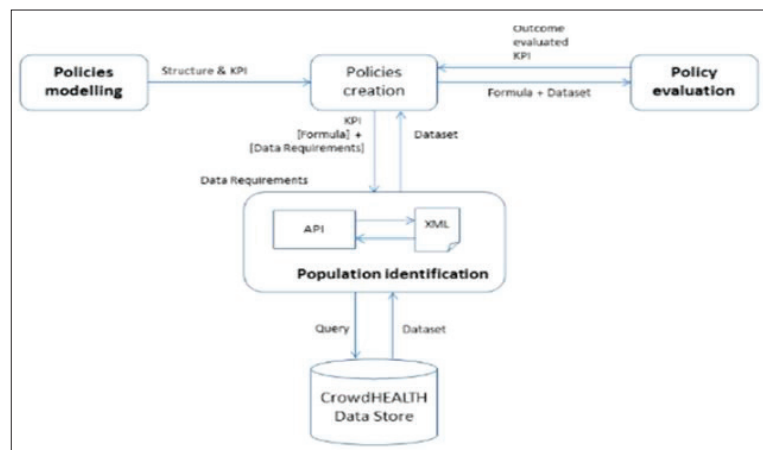 Outcome
evaluated
KPI
Policies
modelling
Structure & KPI
Policies
creation
Policy
evaluation
Formula + Dataset
KPI
[Formula] +
[Data Requirements]
Dataset
Data Requirements
API
XML
Population identification
Query
Dataset
CrowdHEALTH
Data Store